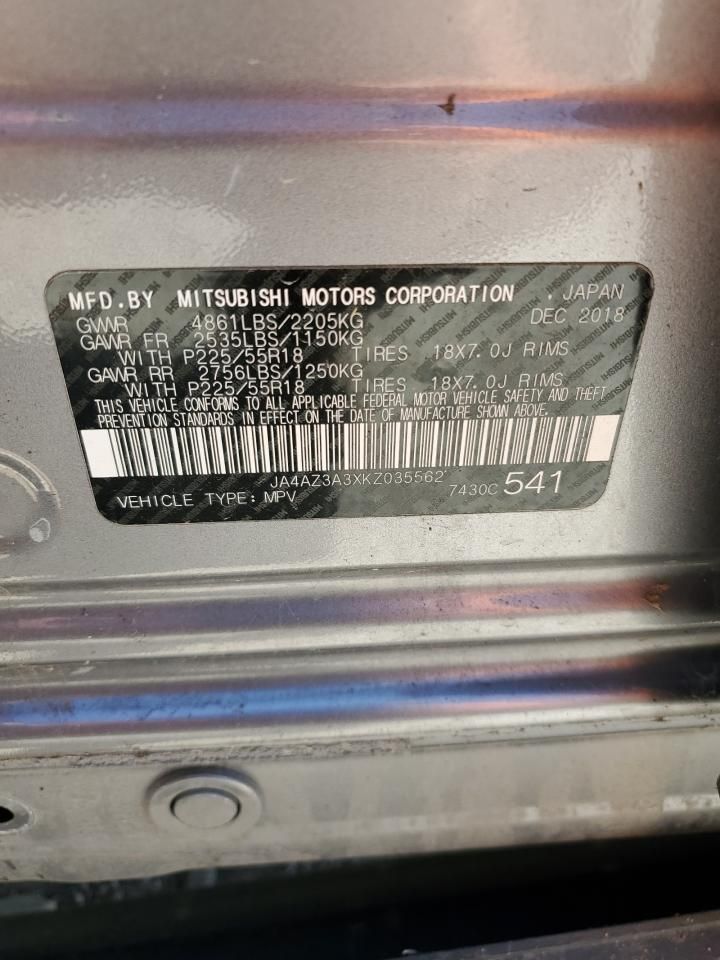 MFD.BY MITSUBISHI MOTORS CORPORATION , JAPAN
GVWR 4861LBS/2205KG DEC 2018
GAWR FR 2535LBS/1150KG
WITH P225/55R18 TIRES 18X7.0J RIMS
GAWR RR 2756LBS/1250KG
WITH P225/55R18 TIRES 18X7.0J RIMS
THIS VEHICLE CONFORMS TO ALL APPLICABLE FEDERAL MOTOR VEHICLE SAFETY AND THEFT
PREVENTION STANDARDS IN EFFECT ON THE DATE OF MANUFACTURE SHOWN ABOVE.
JA4AZ3A3XKZ035562
VEHICLE TYPE: MPV 7430C 541